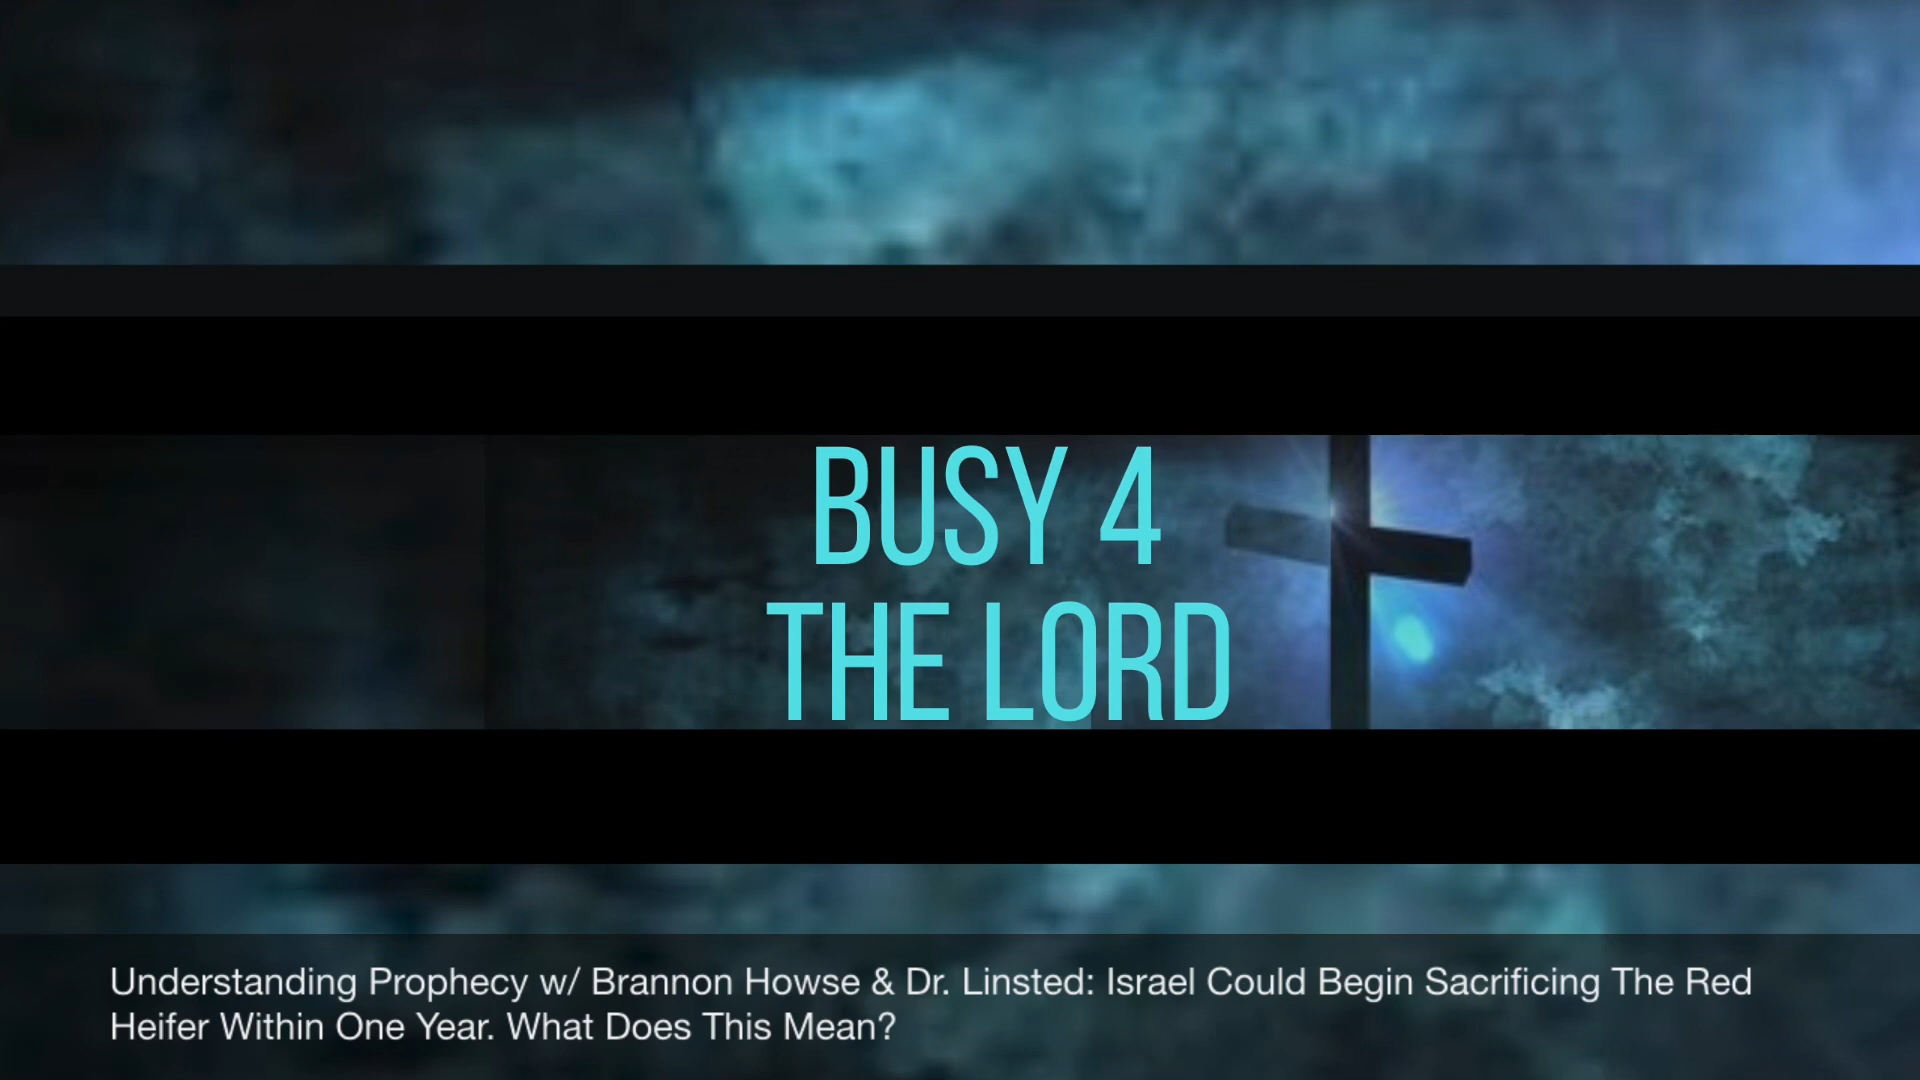 BUSY 4
THE LORD
Understanding Prophecy w/ Brannon Howse & Dr. Linsted: Israel Could Begin Sacrificing The Red
Heifer Within One Year. What Does This Mean?